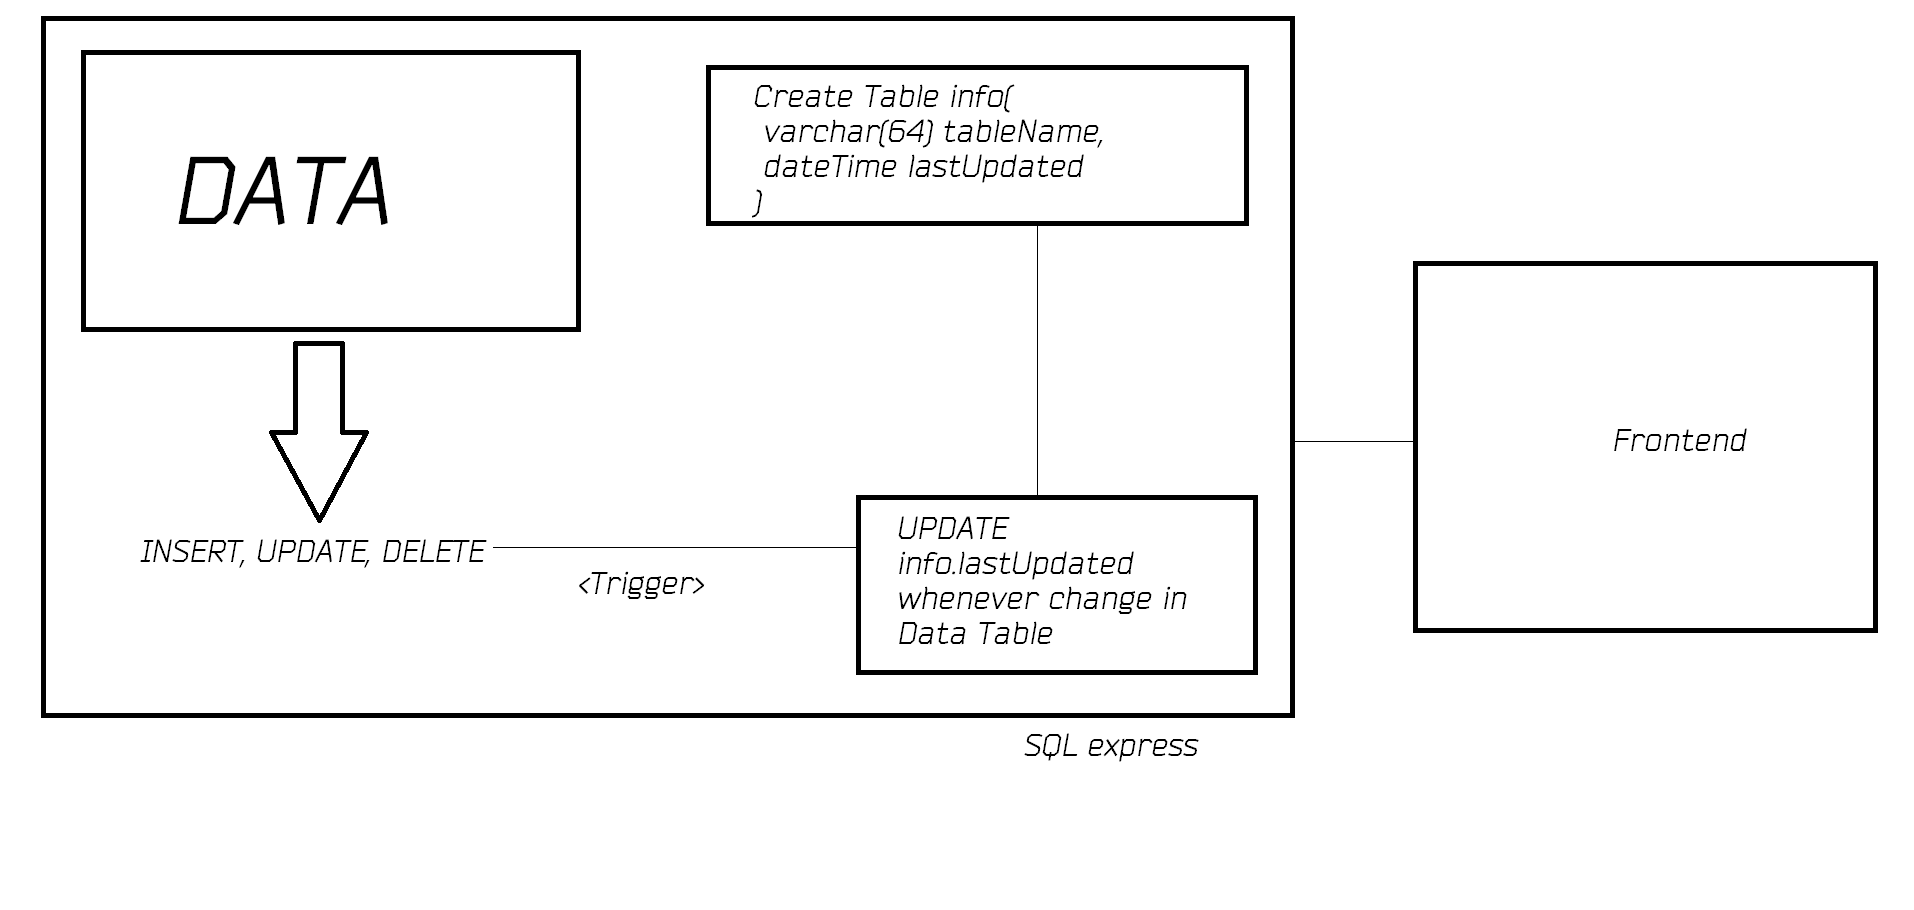 DATA
Create Table info(
varchar(64) tableName,
dateTime lastUpdated
)
Frontend
INSERT, UPDATE, DELETE
<Trigger>
UPDATE
info.lastUpdated
whenever change in
Data Table
SQL express